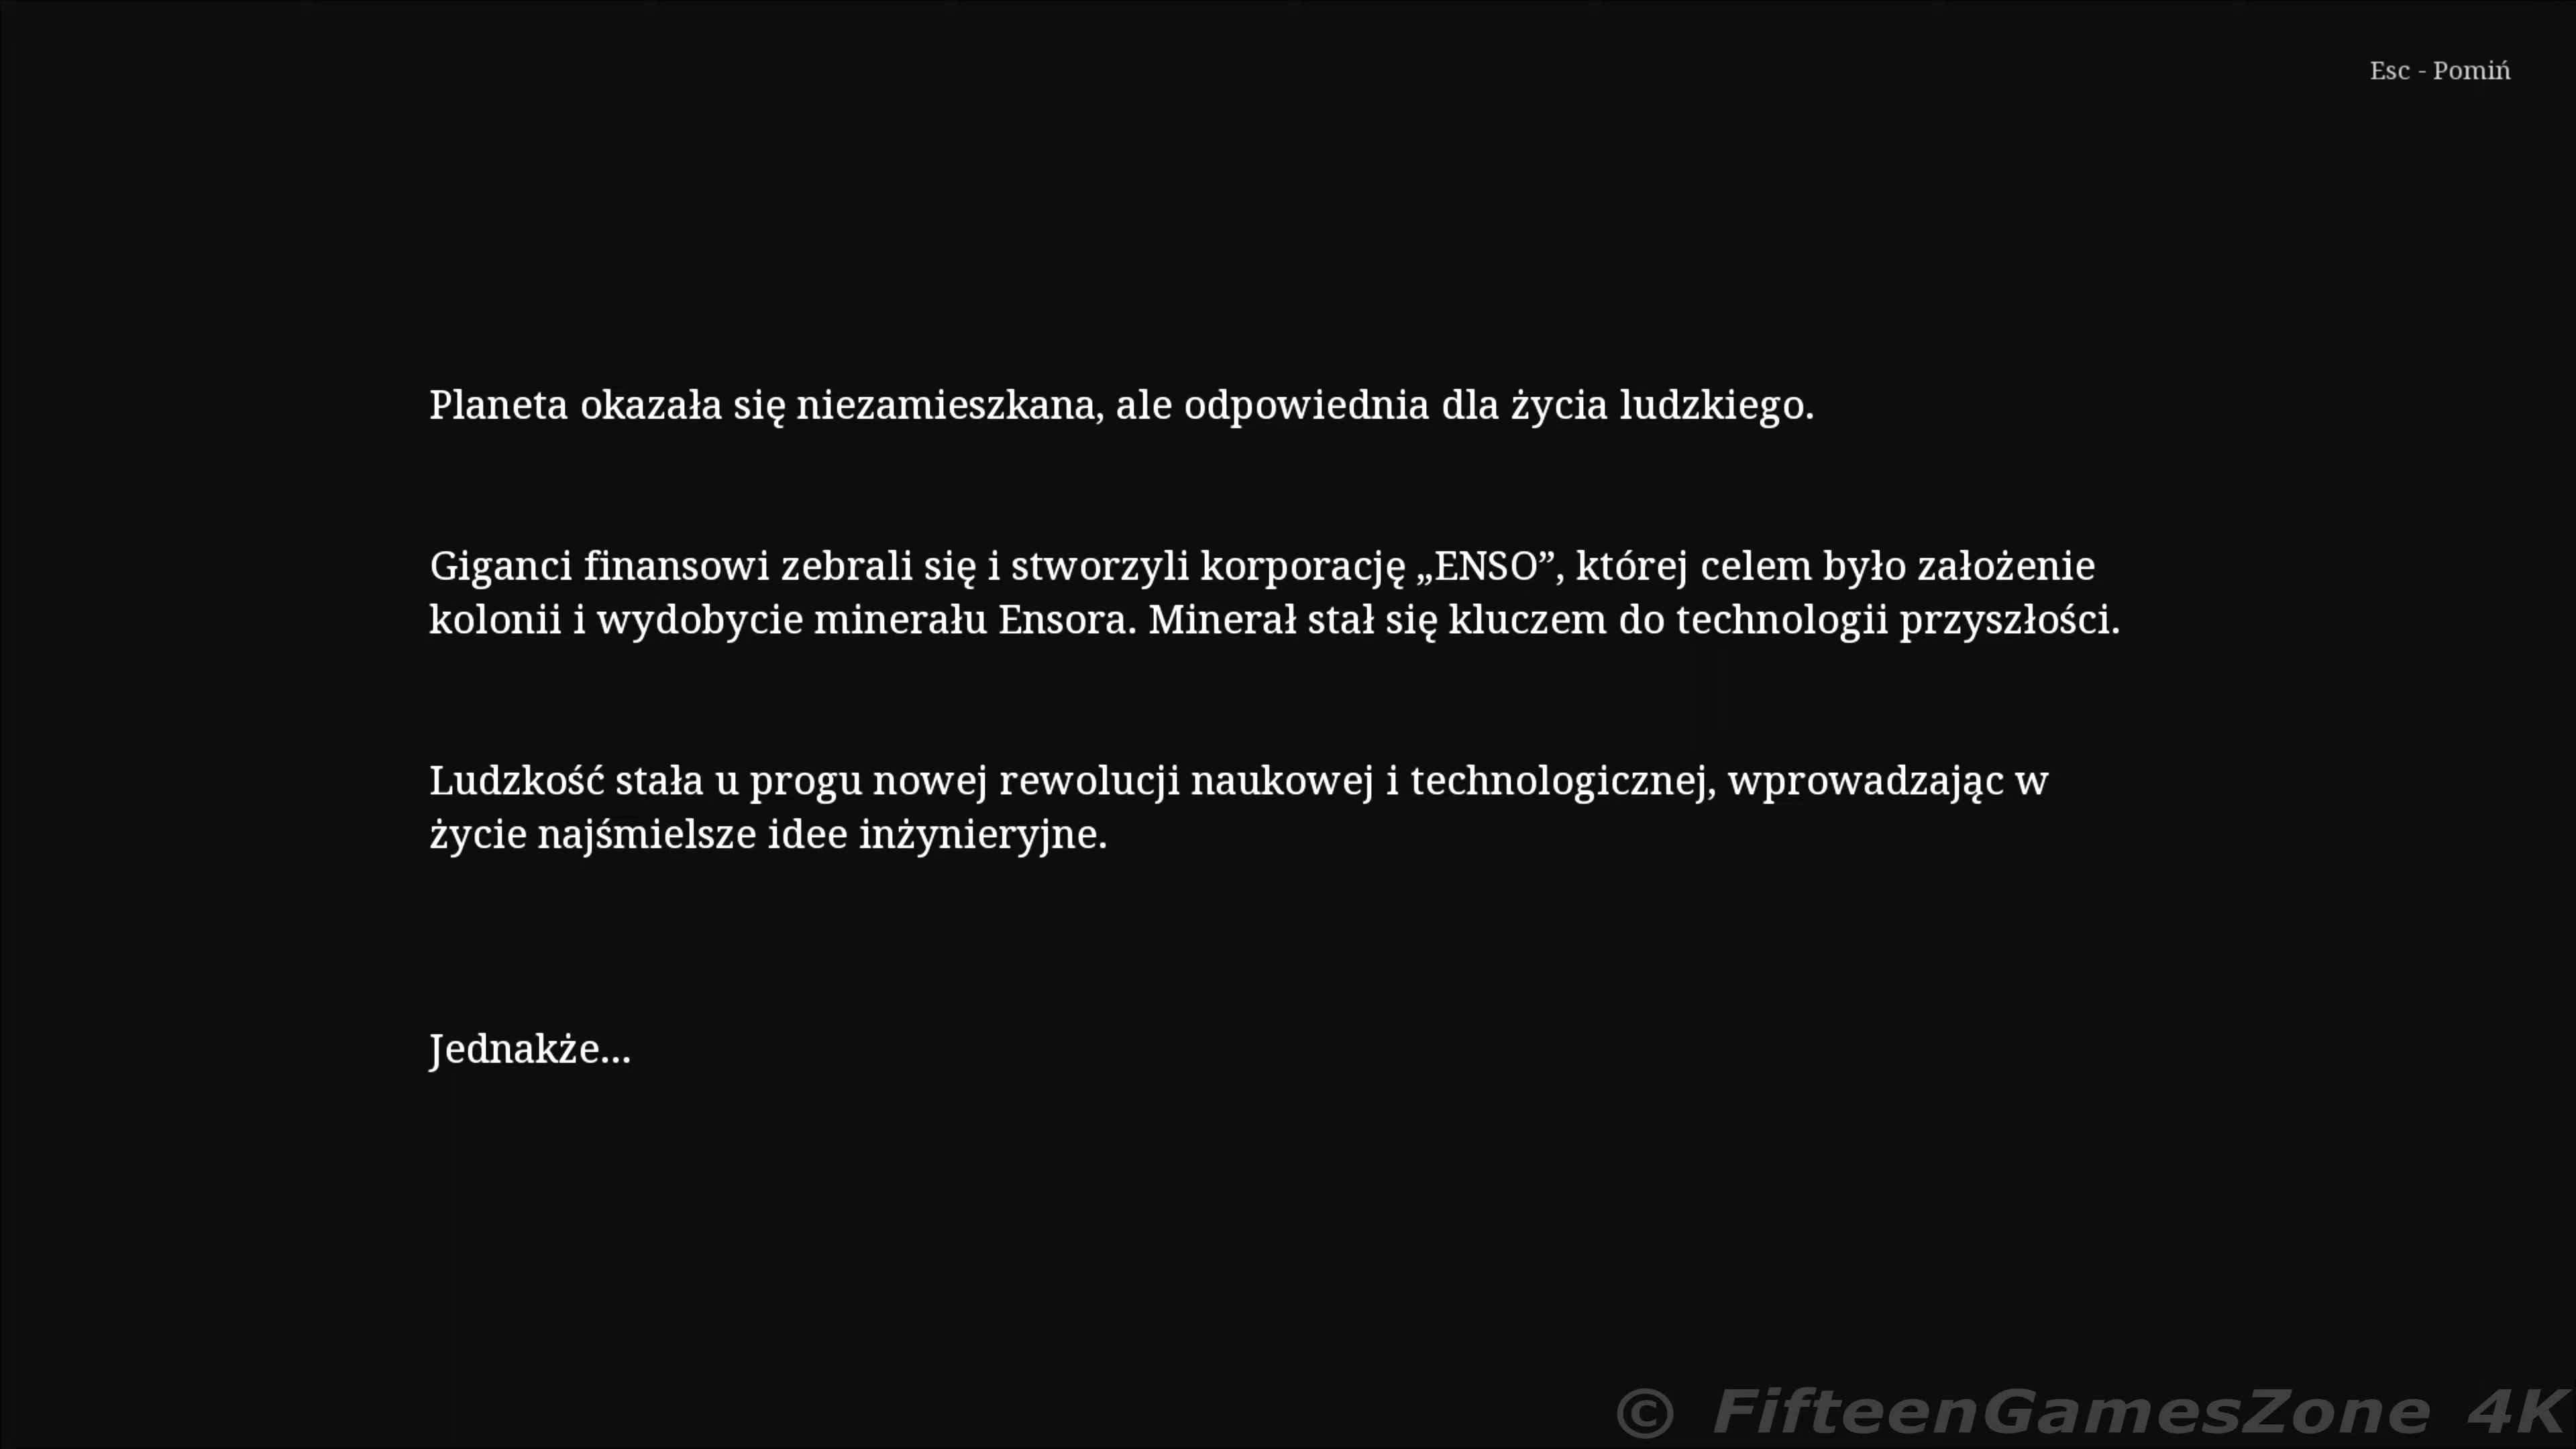 Esc - Pomiń
Planeta okazała się niezamieszkana, ale odpowiednia dla życia ludzkiego.
Giganci finansowi zebrali się i stworzyli korporację „ENSO”, której celem było założenie
kolonii i wydobycie minerału Ensora. Minerał stał się kluczem do technologii przyszłości.
Ludzkość stała u progu nowej rewolucji naukowej i technologicznej, wprowadzając w
życie najśmielsze idee inżynieryjne.
Jednakże...
© FifteenGamesZone 4K